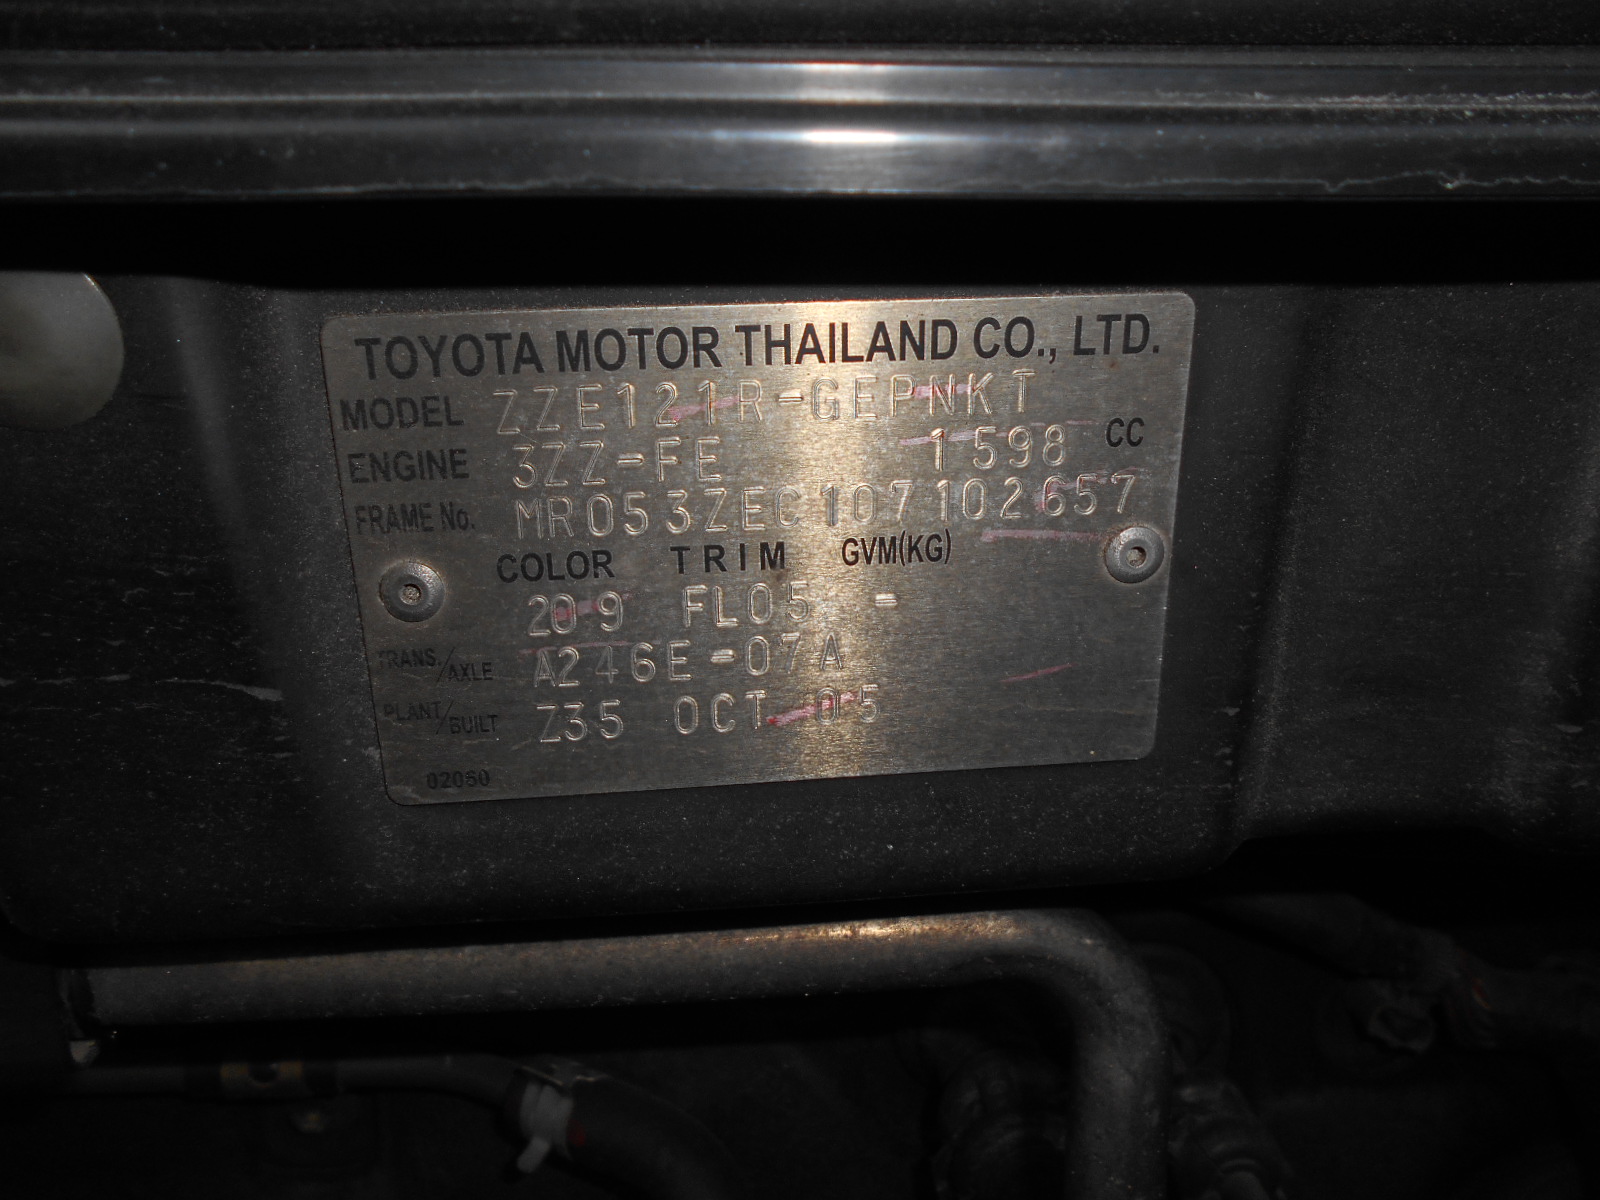 TOYOTA MOTOR THAILAND CO., LTD.
MODEL ZZE121R-GEPNKT
ENGINE 3ZZ-FE 1598 CC
FRAME No. MR053ZEC107102657
COLOR TRIM GVM(KG)
209 FL05 -
TRANS./AXLE A246E-07A
PLANT/BUILT Z35 OCT 05
02060